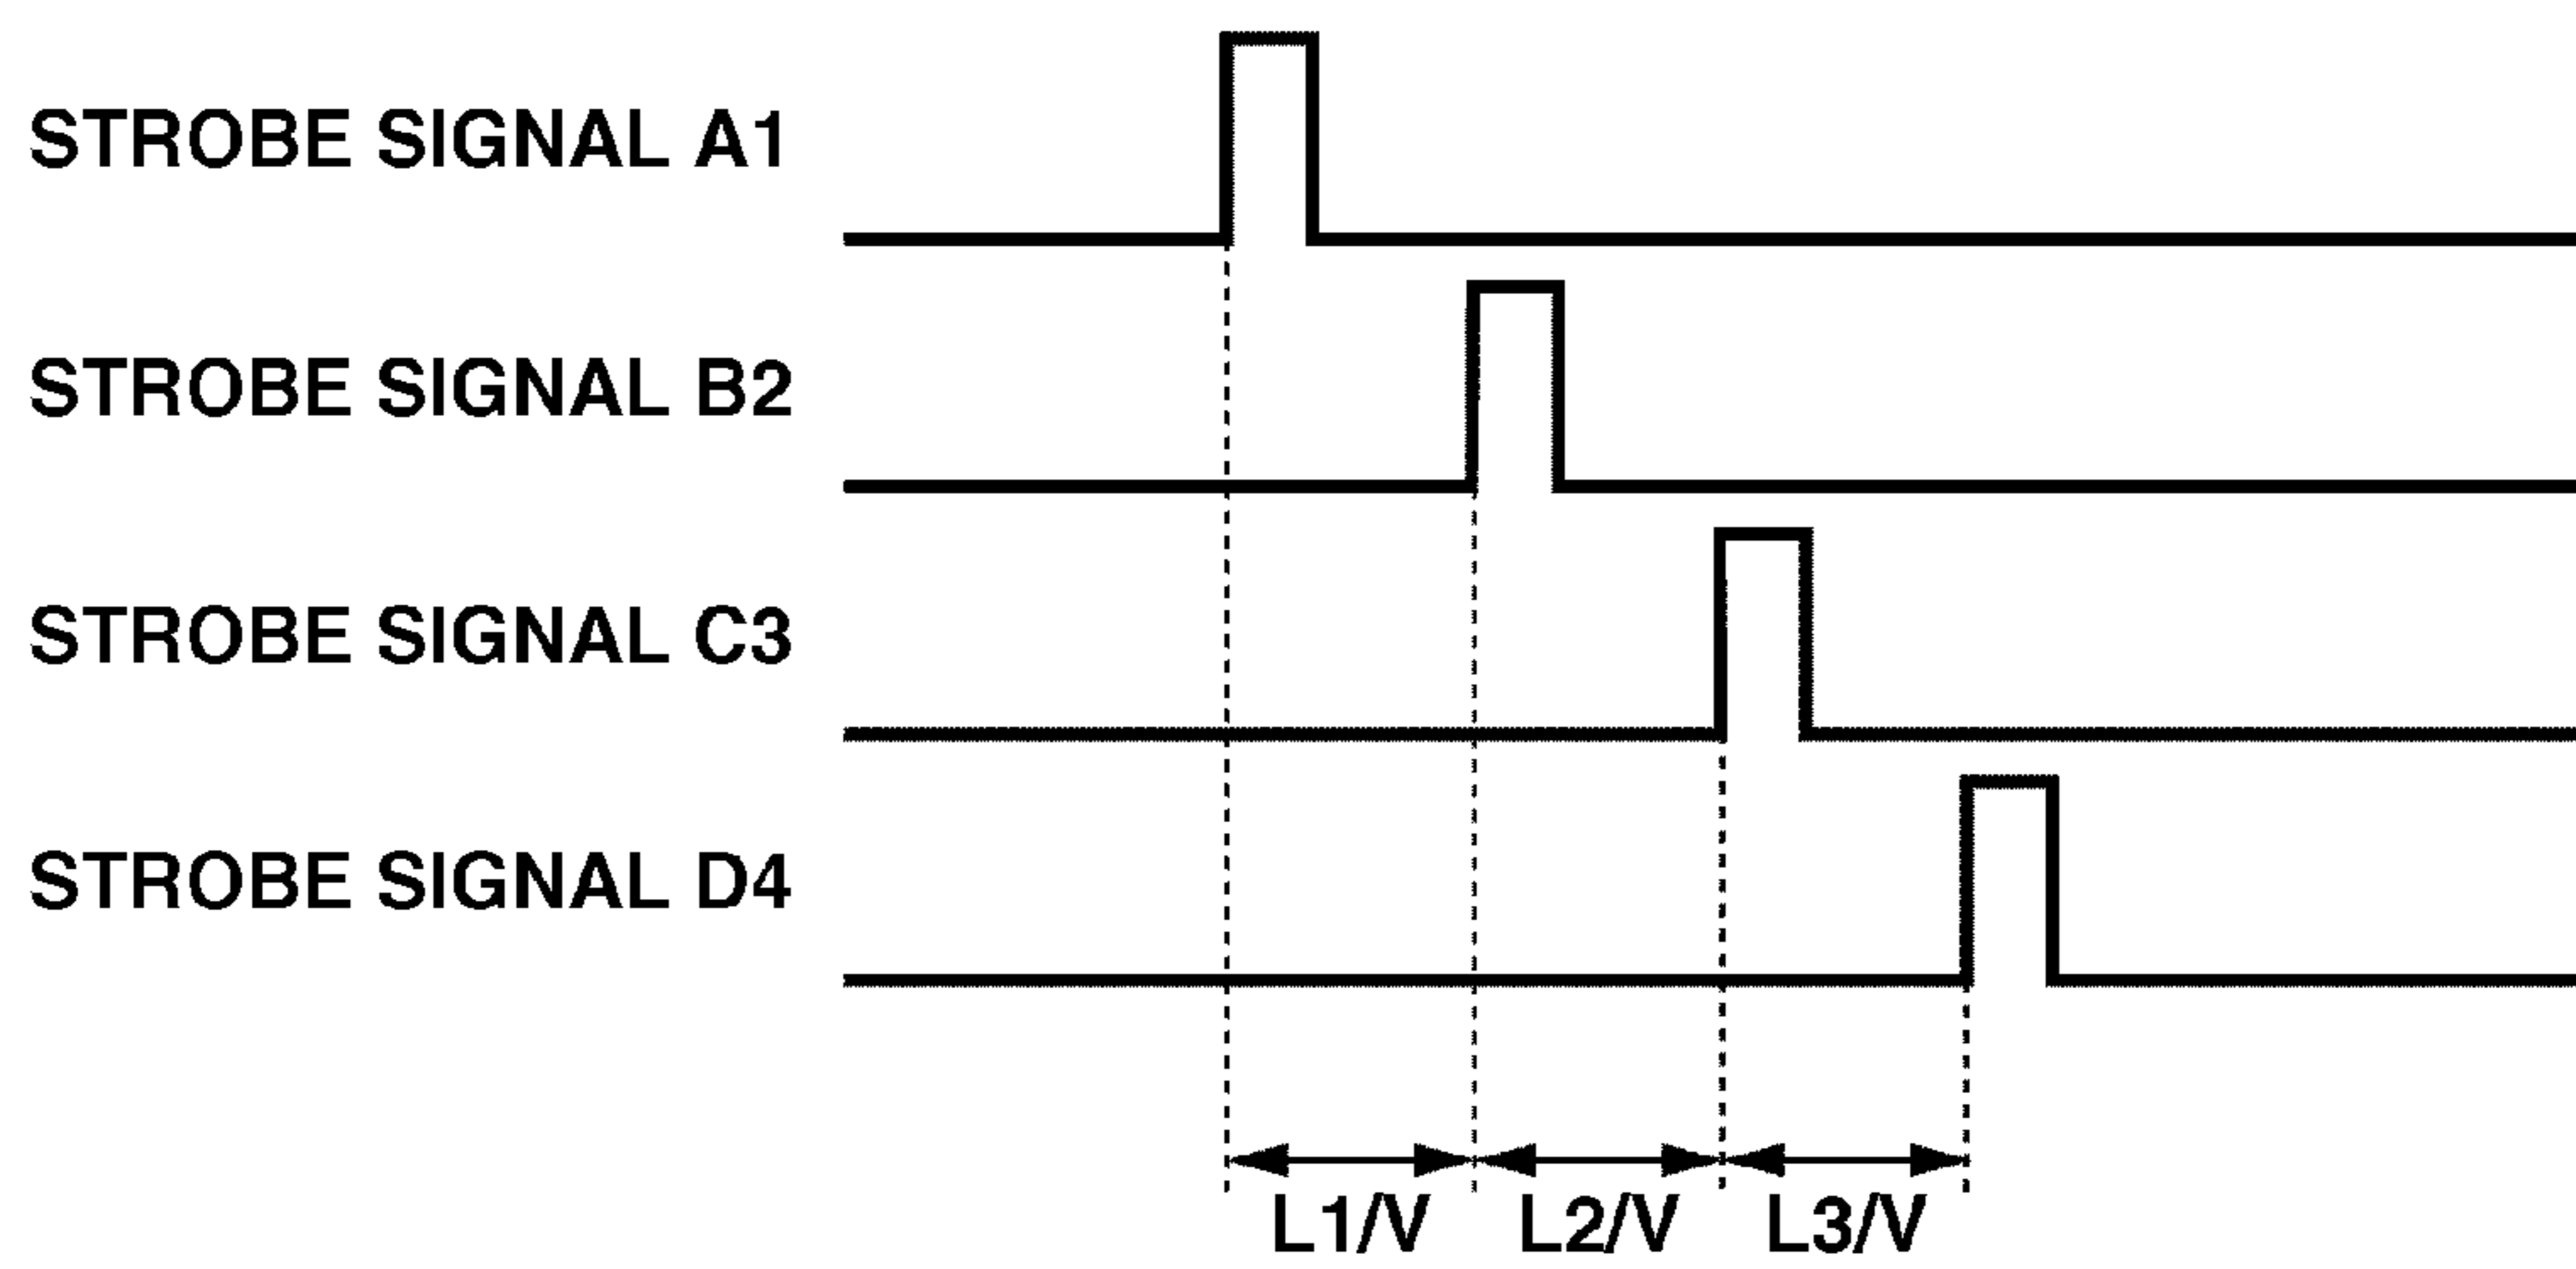 STROBE SIGNAL A1
STROBE SIGNAL B2
STROBE SIGNAL C3
STROBE SIGNAL D4
L1/V L2/V L3/V